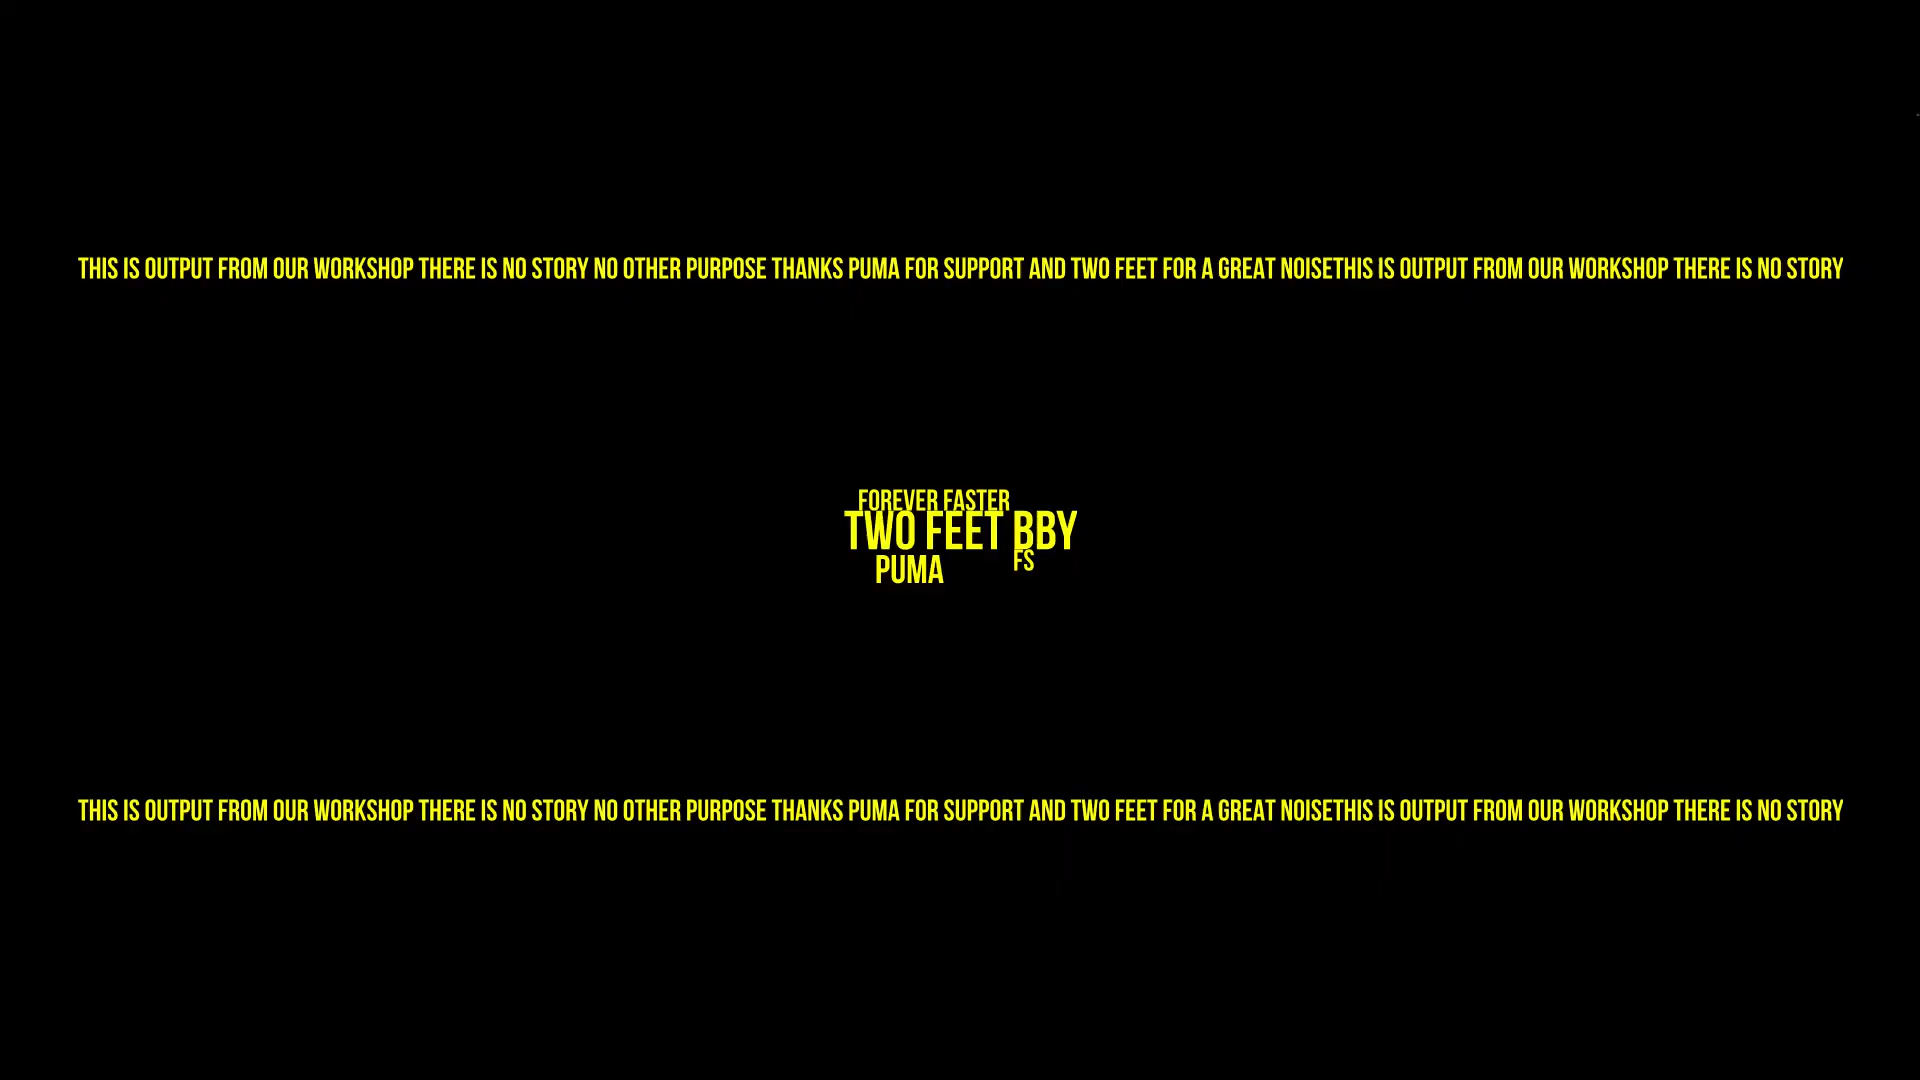 THIS IS OUTPUT FROM OUR WORKSHOP THERE IS NO STORY NO OTHER PURPOSE THANKS PUMA FOR SUPPORT AND TWO FEET FOR A GREAT NOISETHIS IS OUTPUT FROM OUR WORKSHOP THERE IS NO STORY
FOREVER FASTER
TWO FEET BBY
FS
PUMA
THIS IS OUTPUT FROM OUR WORKSHOP THERE IS NO STORY NO OTHER PURPOSE THANKS PUMA FOR SUPPORT AND TWO FEET FOR A GREAT NOISETHIS IS OUTPUT FROM OUR WORKSHOP THERE IS NO STORY